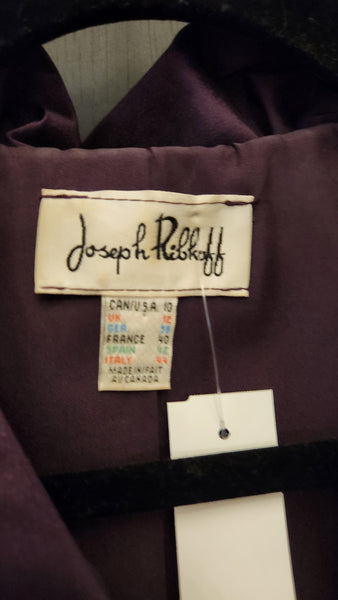 Joseph Ribkoff
CAN/U.S.A. 10
UK 12
GER 38
FRANCE 40
SPAIN 42
ITALY 44
MADE IN/FAIT
AU CANADA